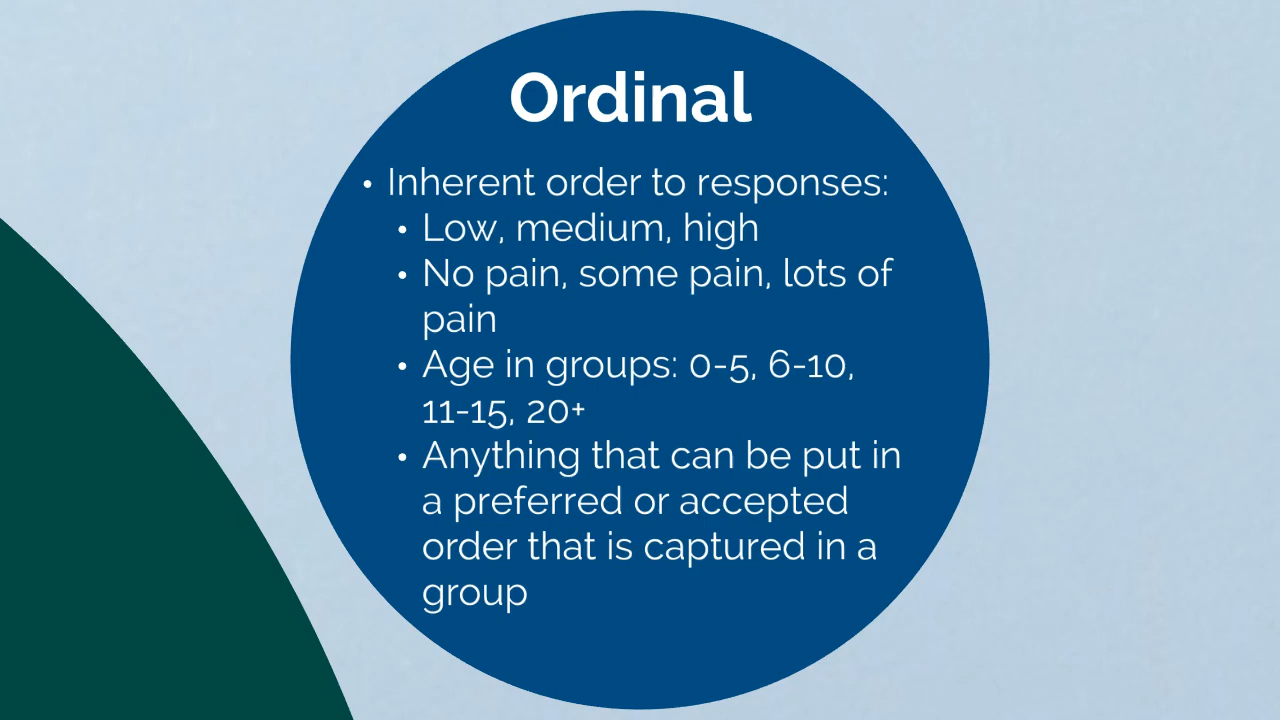 Ordinal
• Inherent order to responses:
• Low, medium, high
• No pain, some pain, lots of
pain
• Age in groups: 0-5, 6-10,
11-15, 20+
• Anything that can be put in
a preferred or accepted
order that is captured in a
group